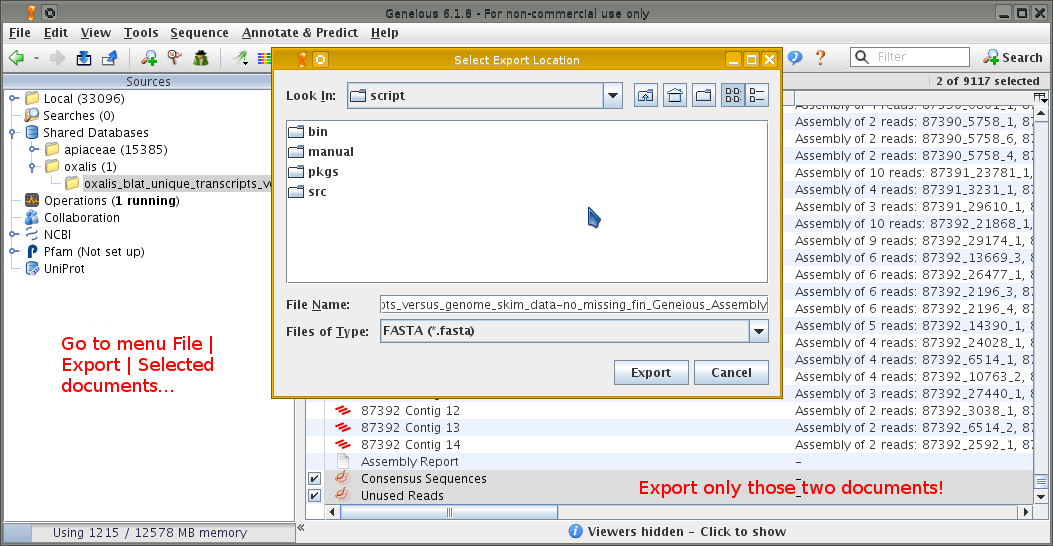 Geneious 6.1.8 - For non-commercial use only
File Edit View Tools Sequence Annotate & Predict Help
Filter
Search
Sources
2 of 9117 selected
Local (33096)
Searches (0)
Shared Databases
apiaceae (15385)
oxalis (1)
oxalis_blat_unique_transcripts_ve
Operations (1 running)
Collaboration
NCBI
Pfam (Not set up)
UniProt
Go to menu File |
Export | Selected
documents...
Using 1215 / 12578 MB memory
Select Export Location
Look In: script
bin
manual
pkgs
src
File Name: pts_versus_genome_skim_data-no_missing_fin_Geneious_Assembly
Files of Type: FASTA (*.fasta)
Export Cancel
Assembly of 2 reads: 87390_5758_1, 87
Assembly of 2 reads: 87390_5758_6, 87
Assembly of 2 reads: 87390_5758_4, 87
Assembly of 10 reads: 87391_23781_1,
Assembly of 4 reads: 87391_3231_1, 87
Assembly of 3 reads: 87391_29610_1, 8
Assembly of 10 reads: 87392_21868_1,
Assembly of 9 reads: 87392_29174_1, 8
Assembly of 6 reads: 87392_13669_3, 8
Assembly of 6 reads: 87392_26477_1, 8
Assembly of 6 reads: 87392_2196_3, 87
Assembly of 6 reads: 87392_2196_4, 87
Assembly of 5 reads: 87392_14390_1, 8
Assembly of 4 reads: 87392_24028_1, 8
Assembly of 4 reads: 87392_6514_1, 87
Assembly of 4 reads: 87392_10763_2, 8
Assembly of 3 reads: 87392_27440_1, 8
87392 Contig 12 Assembly of 2 reads: 87392_3038_1, 87
87392 Contig 13 Assembly of 2 reads: 87392_6514_2, 87
87392 Contig 14 Assembly of 2 reads: 87392_2592_1, 87
Assembly Report -
Consensus Sequences -
Unused Reads -
Export only those two documents!
Viewers hidden - Click to show